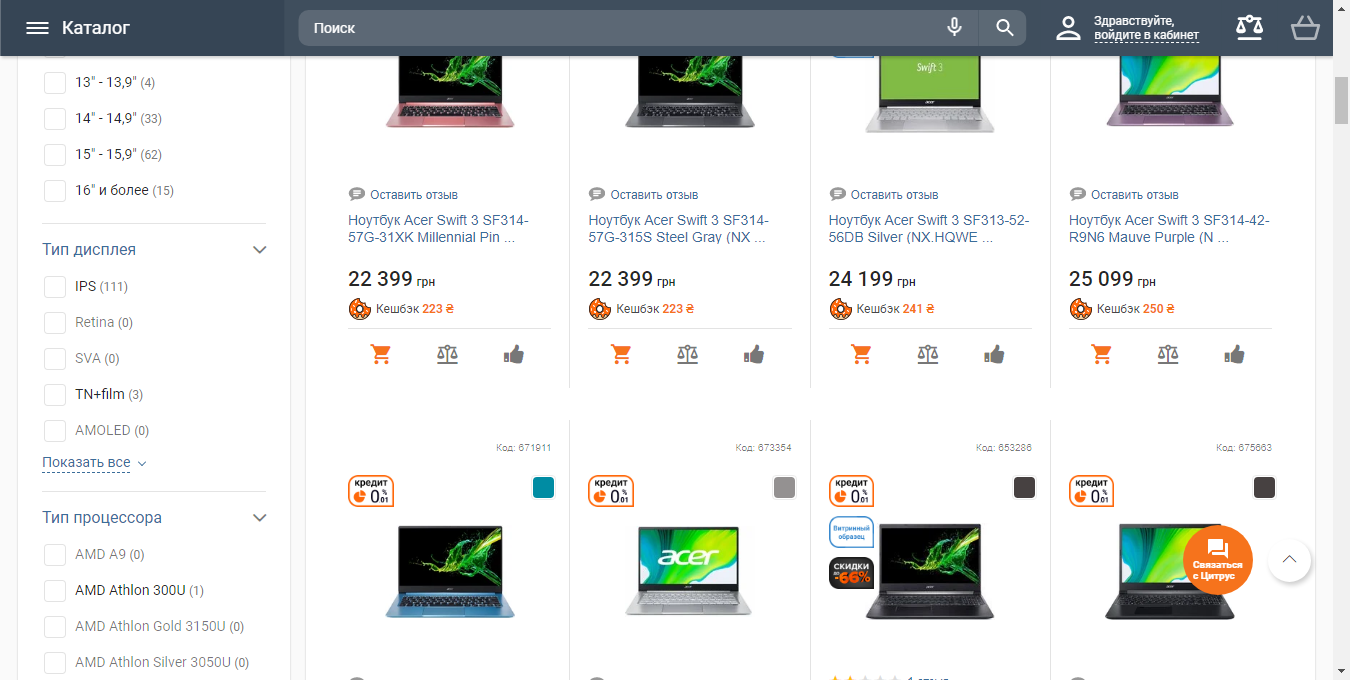 Каталог
Поиск
Здравствуйте,
войдите в кабинет
13" - 13,9" (4)
14" - 14,9" (33)
15" - 15,9" (62)
16" и более (15)
Тип дисплея
IPS (111)
Retina (0)
SVA (0)
TN+film (3)
AMOLED (0)
Показать все
Тип процессора
AMD A9 (0)
AMD Athlon 300U (1)
AMD Athlon Gold 3150U (0)
AMD Athlon Silver 3050U (0)
Swift 3
acer
Оставить отзыв
Ноутбук Acer Swift 3 SF314-
57G-31XK Millennial Pin ...
22 399 грн
Кешбэк 223 ₴
Оставить отзыв
Ноутбук Acer Swift 3 SF314-
57G-315S Steel Gray (NX ...
22 399 грн
Кешбэк 223 ₴
Оставить отзыв
Ноутбук Acer Swift 3 SF313-52-
56DB Silver (NX.HQWE ...
24 199 грн
Кешбэк 241 ₴
Оставить отзыв
Ноутбук Acer Swift 3 SF314-42-
R9N6 Mauve Purple (N ...
25 099 грн
Кешбэк 250 ₴
Код: 671911
кредит
0,01 %
Код: 673354
кредит
0,01 %
acer
Код: 653286
кредит
0,01 %
Витринный
образец
СКИДКИ
до
-66%
1 отзыв
Код: 675663
кредит
0,01 %
Связаться
с Цитрус